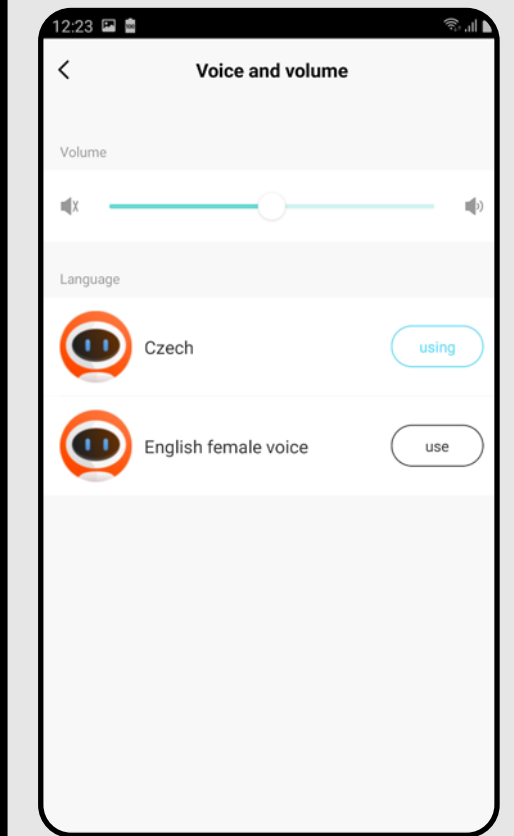 12:23
Voice and volume
Volume
Language
Czech
using
English female voice
use